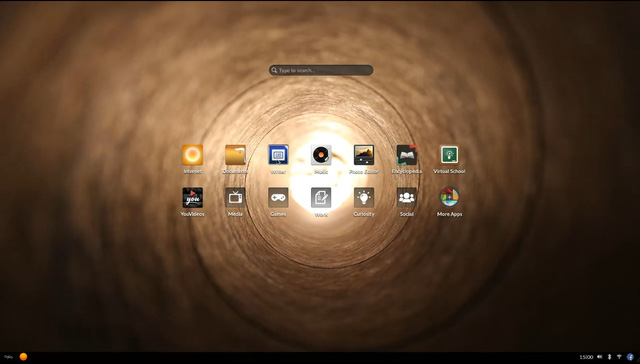 Type to search...
Internet Documents Writer Music Photo Editor Encyclopedia Virtual School
you
YouVideos Media Games Work Curiosity Social More Apps
15:00